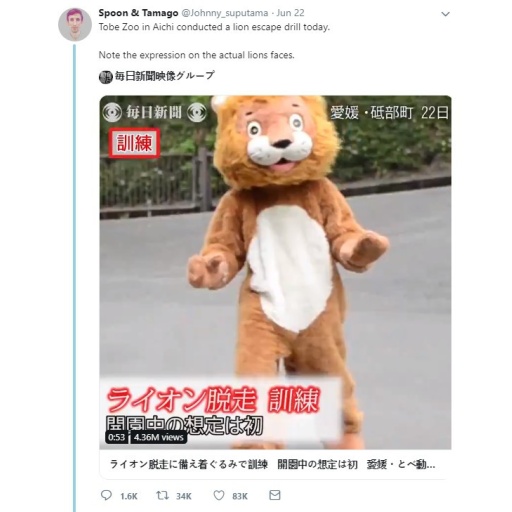 Spoon & Tamago @Johnny_suputama · Jun 22
Tobe Zoo in Aichi conducted a lion escape drill today.
Note the expression on the actual lions faces.
毎日新聞映像グループ
毎日新聞
愛媛・砥部町 22日
訓練
ライオン脱走 訓練
開園中の想定は初
0:53 4.36M views
ライオン脱走に備え着ぐるみで訓練 開園中の想定は初 愛媛・とべ動...
1.6K 34K 83K